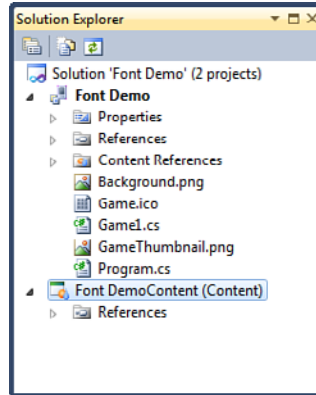 Solution Explorer
Solution 'Font Demo' (2 projects)
Font Demo
Properties
References
Content References
Background.png
Game.ico
Game1.cs
GameThumbnail.png
Program.cs
Font DemoContent (Content)
References